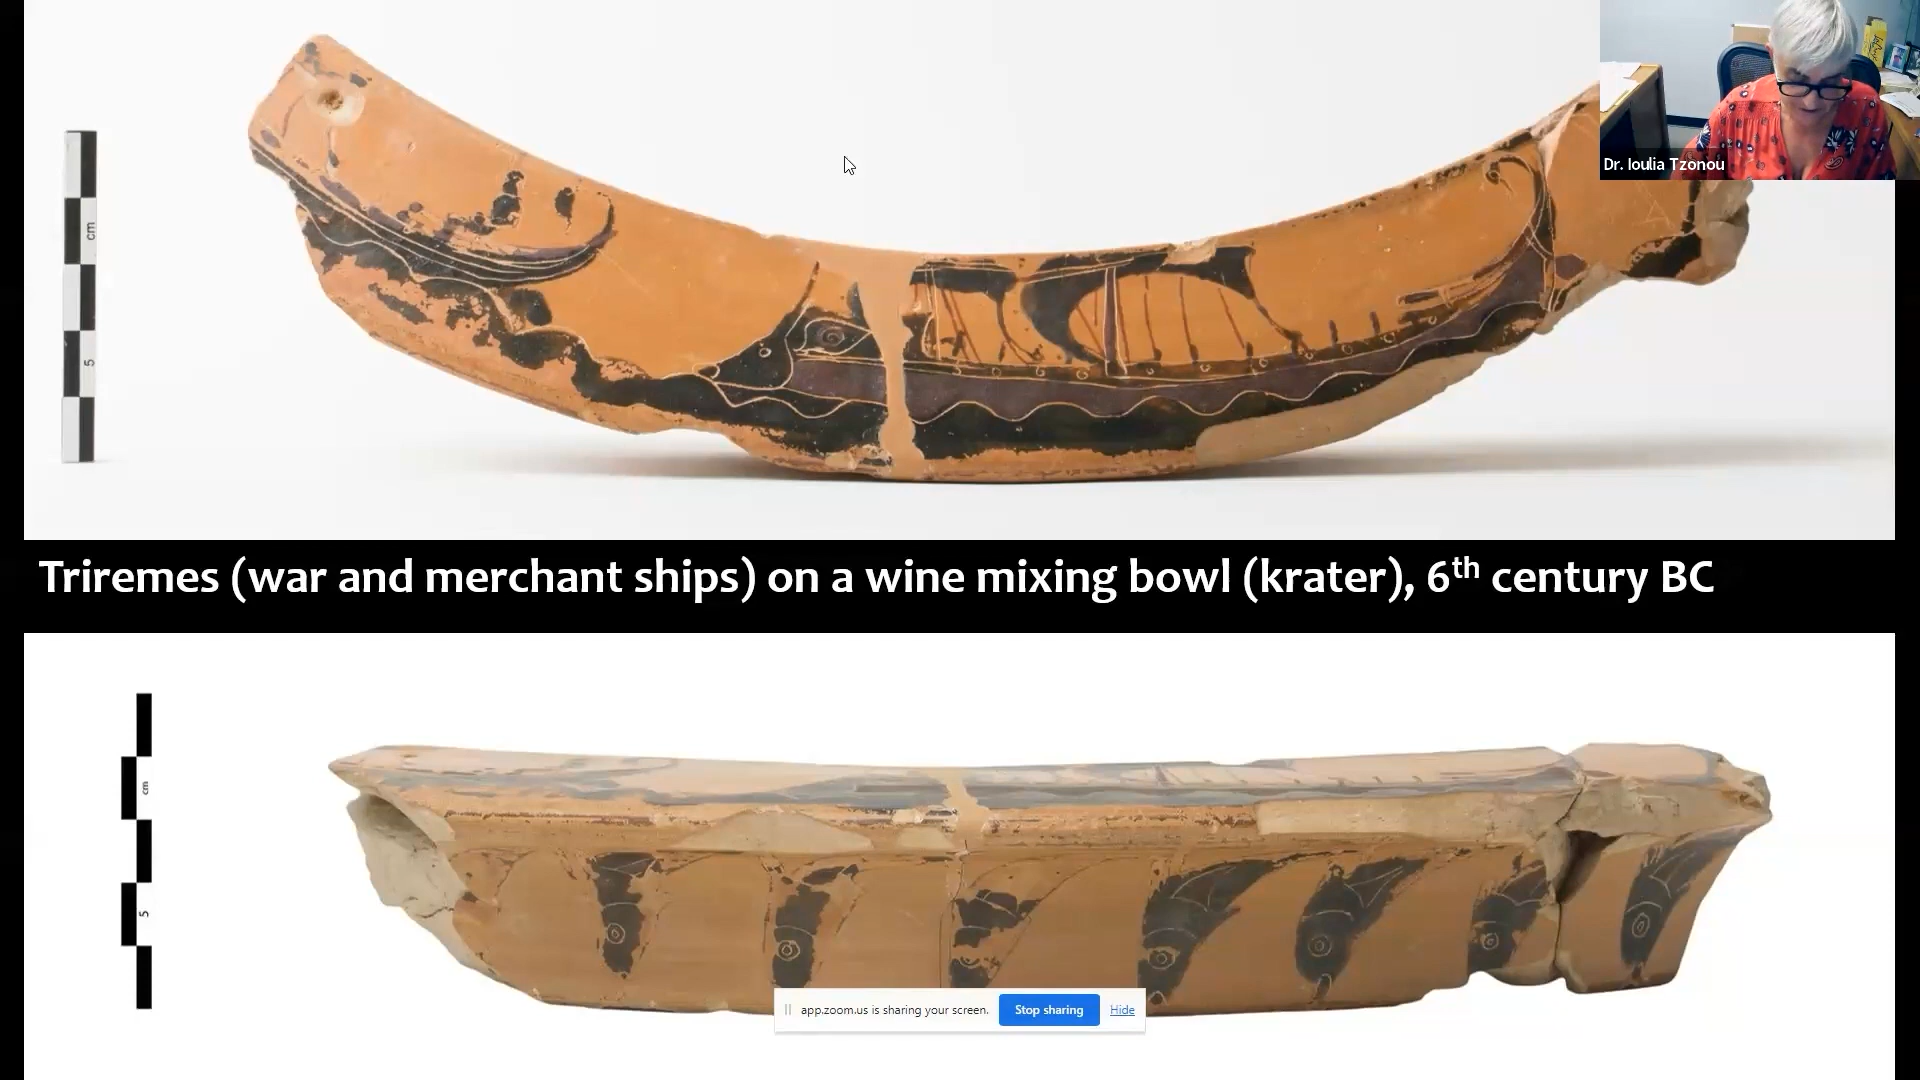 Dr. Ioulia Tzonou
cm
5
Triremes (war and merchant ships) on a wine mixing bowl (krater), 6th century BC
cm
5
app.zoom.us is sharing your screen.
Stop sharing
Hide